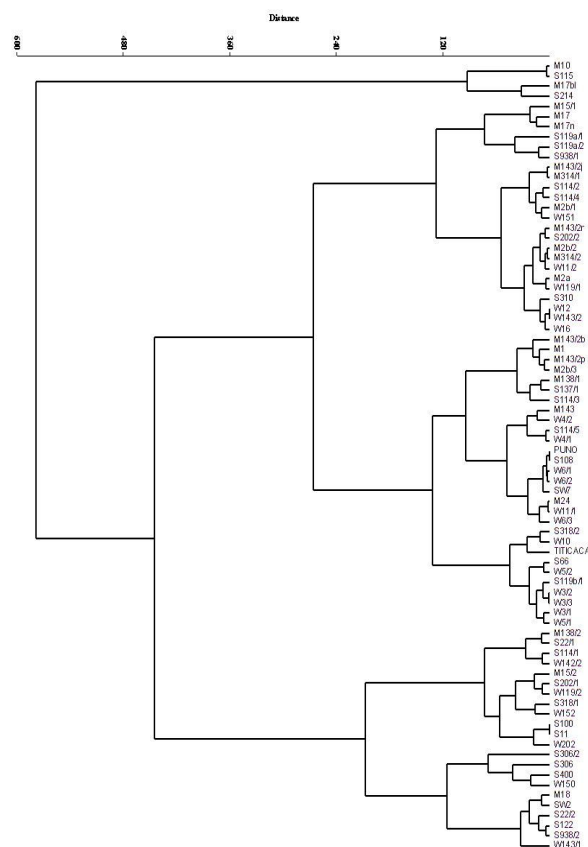 Distance
600 480 360 240 120
M10
S115
M17bl
S214
M15/1
M17
M17n
S119a/1
S119a/2
S938/1
M143/2j
M314/1
S114/2
S114/4
M2b/1
W151
M143/2r
S202/2
M2b/2
M314/2
W11/2
M2a
W119/1
S310
W12
W143/2
W16
M143/2b
M1
M143/2p
M2b/3
M138/1
S137/1
S114/3
M143
W4/2
S114/5
W4/1
PUNO
S108
W6/1
W6/2
SW7
M24
W11/1
W6/3
S318/2
W10
TITICACA
S66
W5/2
S119b/1
W3/2
W3/3
W3/1
W5/1
M138/2
S22/1
S114/1
W142/2
M15/2
S202/1
W119/2
S318/1
W152
S100
S11
W202
S306/2
S306
S400
W150
M18
SW2
S22/2
S122
S938/2
W143/1